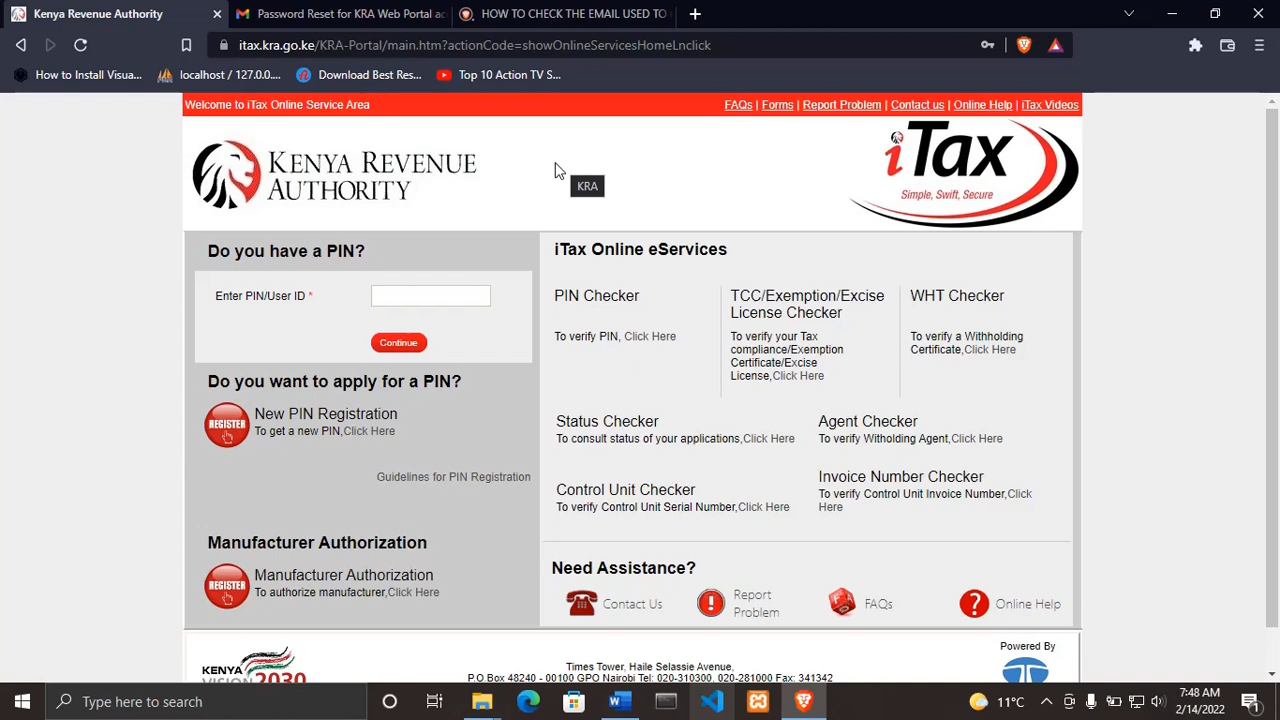 Kenya Revenue Authority
Password Reset for KRA Web Portal ac
HOW TO CHECK THE EMAIL USED TO
itax.kra.go.ke/KRA-Portal/main.htm?actionCode=showOnlineServicesHomeLnclick
How to Install Visua...
localhost / 127.0.0....
Download Best Res...
Top 10 Action TV S...
Welcome to iTax Online Service Area
FAQs | Forms | Report Problem | Contact us | Online Help | iTax Videos
KENYA REVENUE
AUTHORITY
KRA
iTax
Simple, Swift, Secure
Do you have a PIN?
Enter PIN/User ID *
Continue
Do you want to apply for a PIN?
REGISTER
New PIN Registration
To get a new PIN,Click Here
Guidelines for PIN Registration
Manufacturer Authorization
REGISTER
Manufacturer Authorization
To authorize manufacturer,Click Here
iTax Online eServices
PIN Checker
To verify PIN, Click Here
TCC/Exemption/Excise
License Checker
To verify your Tax
compliance/Exemption
Certificate/Excise
License,Click Here
WHT Checker
To verify a Withholding
Certificate,Click Here
Status Checker
To consult status of your applications,Click Here
Agent Checker
To verify Witholding Agent,Click Here
Control Unit Checker
To verify Control Unit Serial Number,Click Here
Invoice Number Checker
To verify Control Unit Invoice Number,Click
Here
Need Assistance?
Contact Us
Report
Problem
FAQs
Online Help
KENYA
VISION 2030
Times Tower, Haile Selassie Avenue,
P.O Box 48240 - 00100 GPO Nairobi Tel: 020-310300, 020-281000 Fax: 341342
Powered By
Type here to search
11°C
7:48 AM
2/14/2022
1